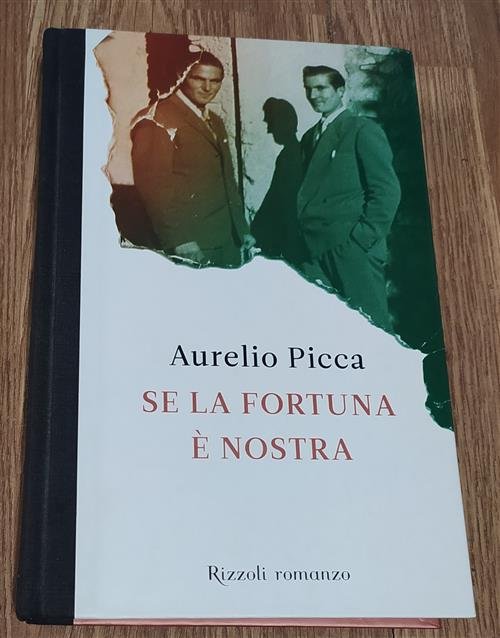 Aurelio Picca
SE LA FORTUNA
È NOSTRA
Rizzoli romanzo